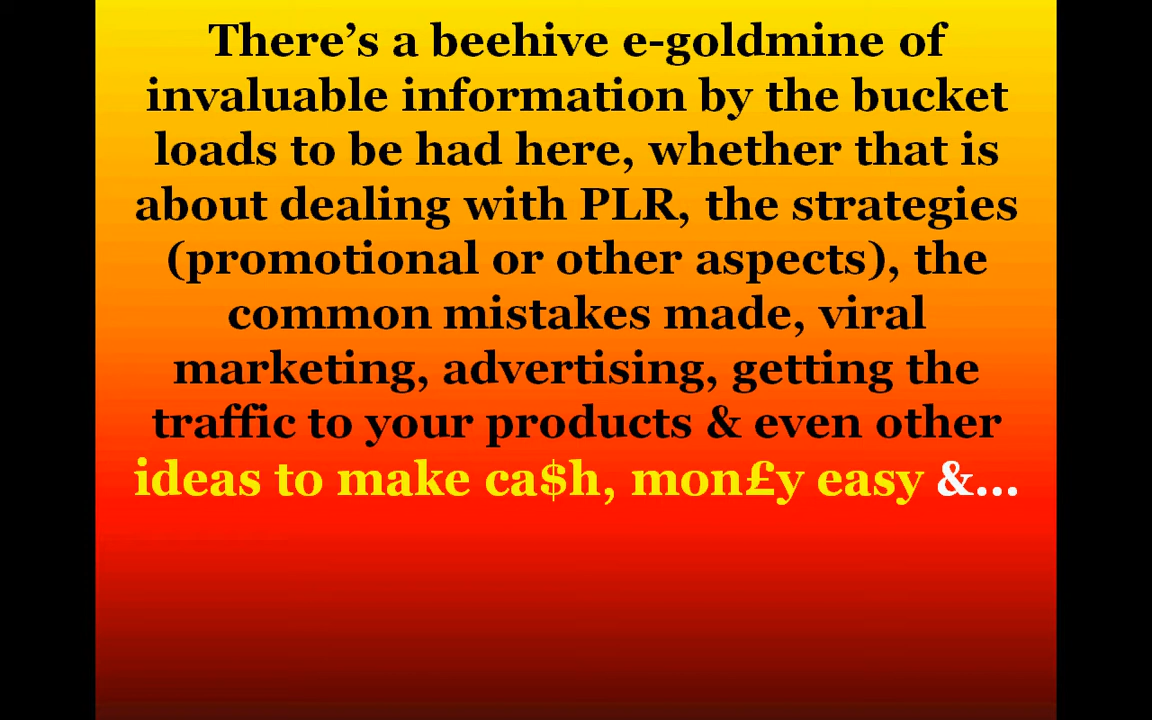 There’s a beehive e-goldmine of
invaluable information by the bucket
loads to be had here, whether that is
about dealing with PLR, the strategies
(promotional or other aspects), the
common mistakes made, viral
marketing, advertising, getting the
traffic to your products & even other
ideas to make ca$h, mon£y easy &...